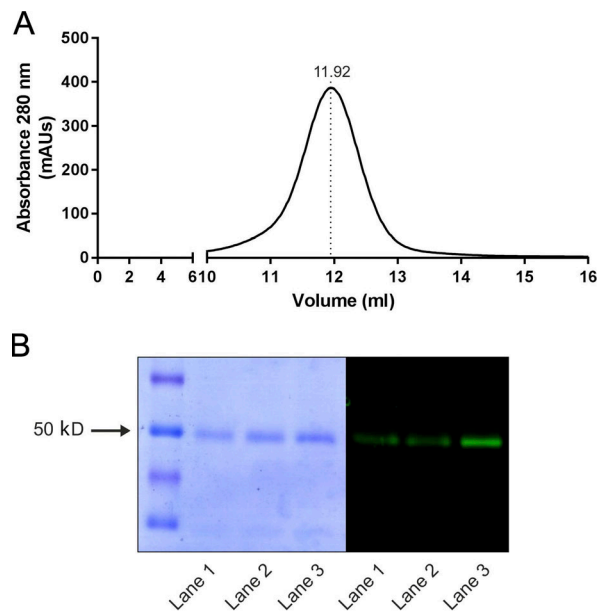 A
500
400
300
200
100
0
Absorbance 280 nm
(mAUs)
11.92
0 2 4 6 10 11 12 13 14 15 16
Volume (ml)
B
50 kD
Lane 1 Lane 2 Lane 3 Lane 1 Lane 2 Lane 3